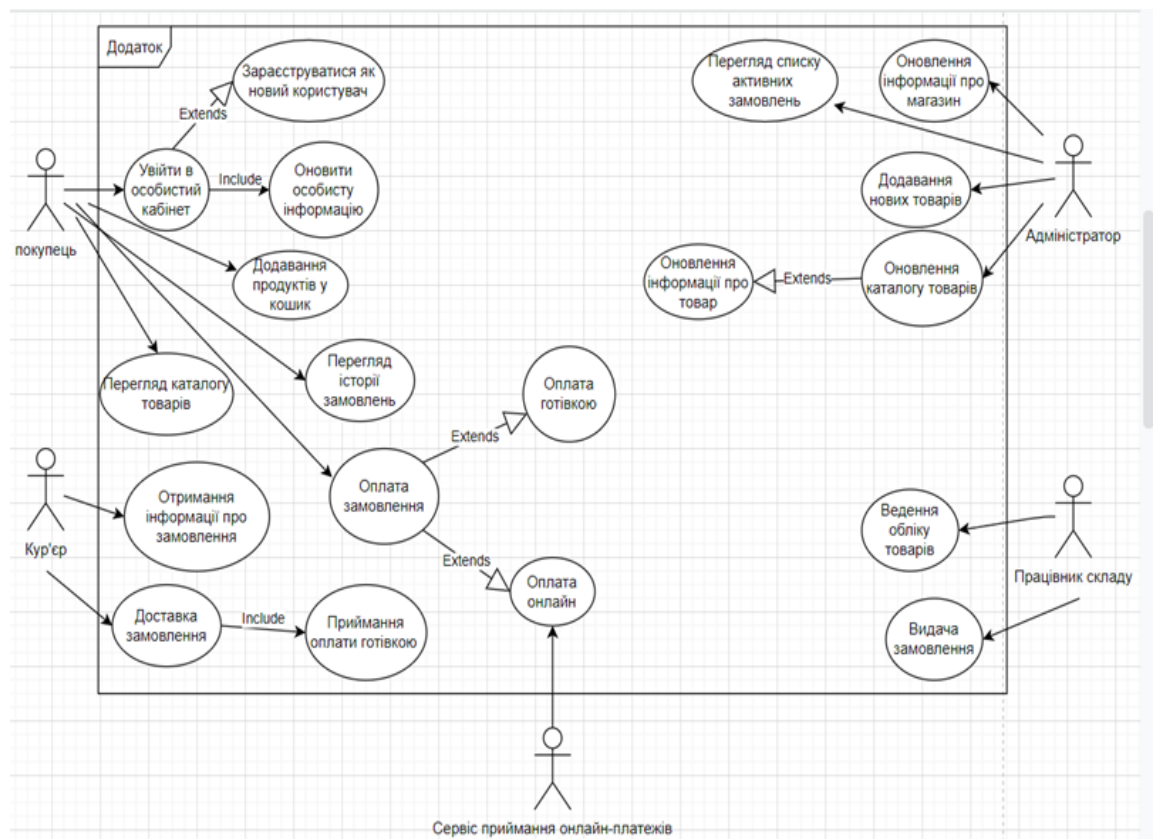 Додаток
Зараєструватися як
новий користувач
Extends
Увійти в
особистий
кабінет
Include
Оновити
особисту
інформацію
покупець
Додавання
продуктів у
кошик
Перегляд каталогу
товарів
Перегляд
історії
замовлень
Перегляд списку
активних
замовлень
Оновлення
інформації про
магазин
Додавання
нових товарів
Адміністратор
Оновлення
інформації про
товар
Extends
Оновлення
каталогу товарів
Оплата
готівкою
Extends
Оплата
замовлення
Extends
Оплата
онлайн
Кур'єр
Отримання
інформації про
замовлення
Доставка
замовлення
Include
Приймання
оплати готівкою
Ведення
обліку
товарів
Працівник складу
Видача
замовлення
Сервіс приймання онлайн-платежів